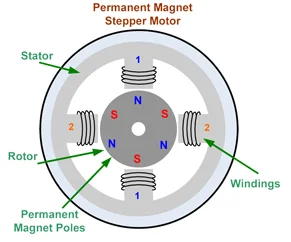 Permanent Magnet
Stepper Motor
Stator
1
N
S
S
2
2
N
N
Rotor
S
Windings
1
Permanent
Magnet Poles